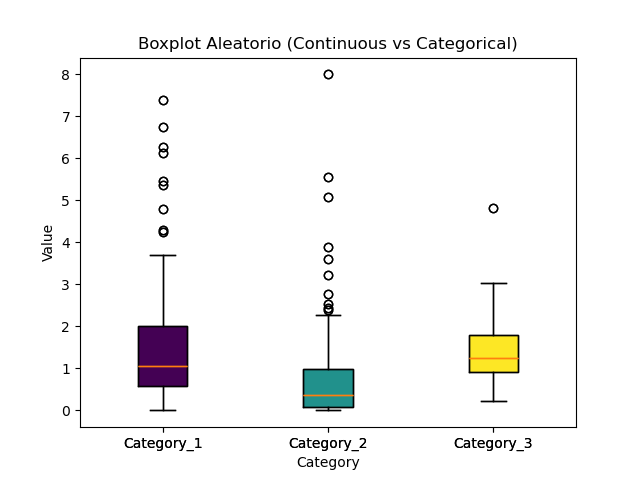 Boxplot Aleatorio (Continuous vs Categorical)
8
7
6
5
4
3
2
1
0
Value
Category_1 Category_2 Category_3
Category